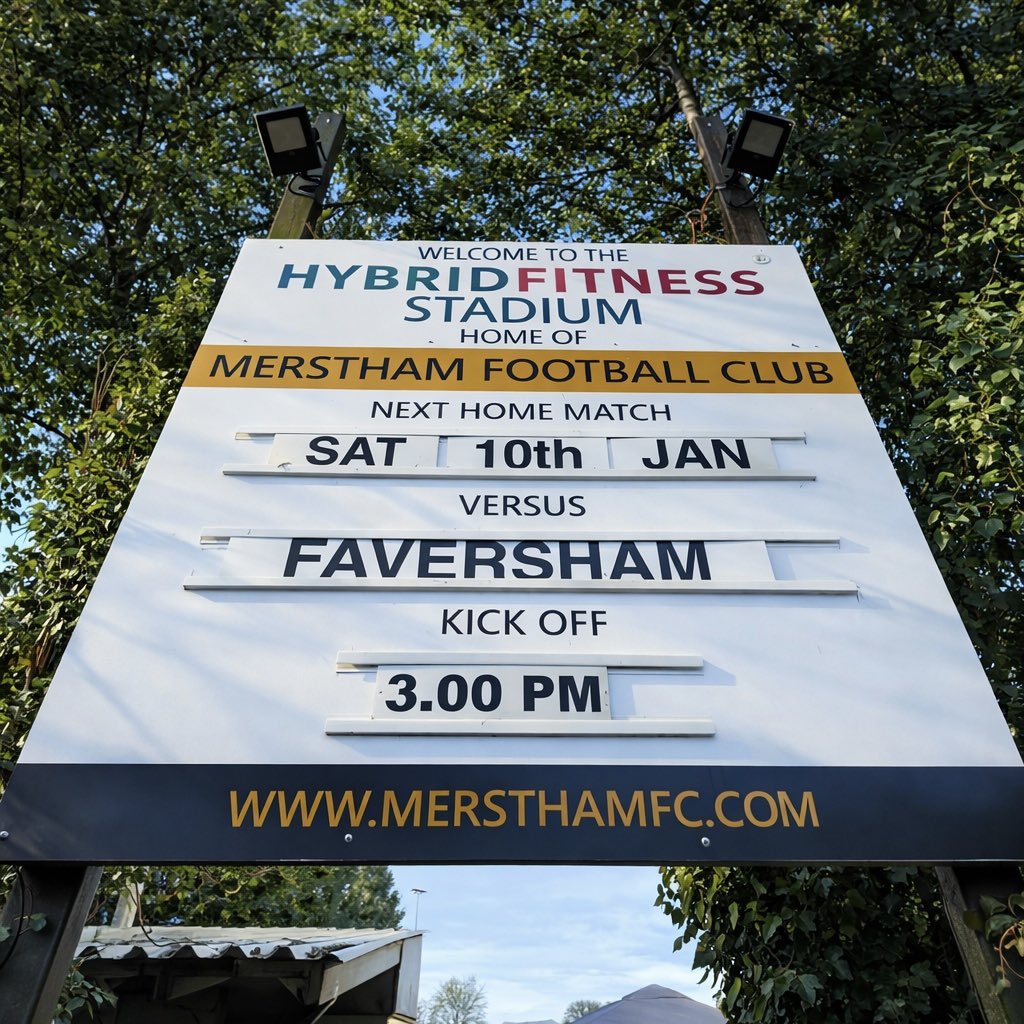 WELCOME TO THE
HYBRIDFITNESS
STADIUM
HOME OF
MERSTHAM FOOTBALL CLUB
NEXT HOME MATCH
SAT 10th JAN
VERSUS
FAVERSHAM
KICK OFF
3.00 PM
WWW.MERSTHAMFC.COM